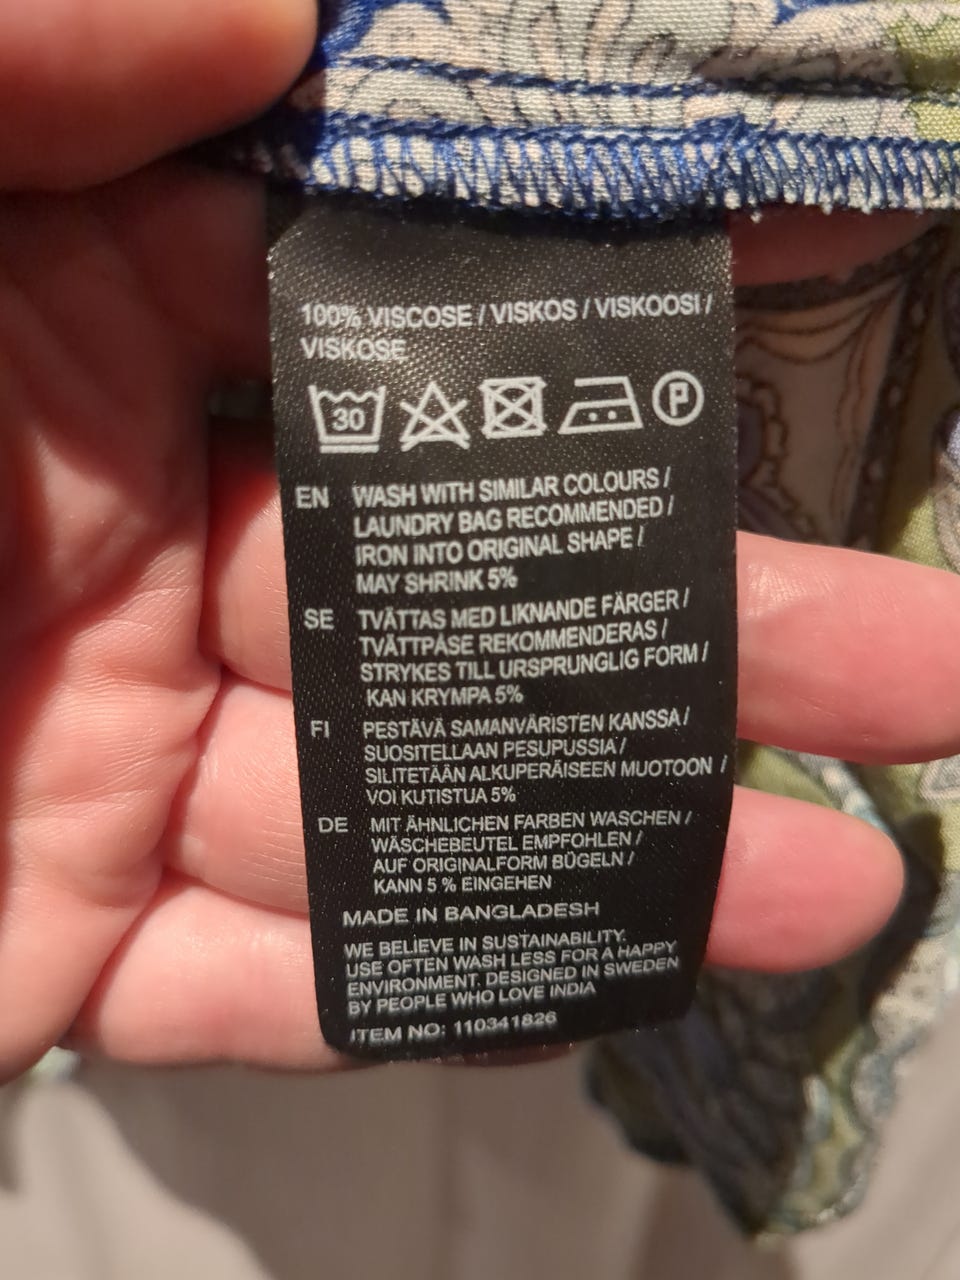 100% VISCOSE / VISKOS / VISKOOSI /
VISKOSE
30 P
EN WASH WITH SIMILAR COLOURS /
LAUNDRY BAG RECOMMENDED /
IRON INTO ORIGINAL SHAPE /
MAY SHRINK 5%
SE TVÄTTAS MED LIKNANDE FÄRGER /
TVÄTTPÅSE REKOMMENDERAS /
STRYKES TILL URSPRUNGLIG FORM /
KAN KRYMPA 5%
FI PESTÄVÄ SAMANVÄRISTEN KANSSA /
SUOSITELLAAN PESUPUSSIA /
SILITETÄÄN ALKUPERÄISEEN MUOTOON /
VOI KUTISTUA 5%
DE MIT ÄHNLICHEN FARBEN WASCHEN /
WÄSCHEBEUTEL EMPFOHLEN /
AUF ORIGINALFORM BÜGELN /
KANN 5 % EINGEHEN
MADE IN BANGLADESH
WE BELIEVE IN SUSTAINABILITY.
USE OFTEN WASH LESS FOR A HAPPY
ENVIRONMENT. DESIGNED IN SWEDEN
BY PEOPLE WHO LOVE INDIA
ITEM NO: 110341826